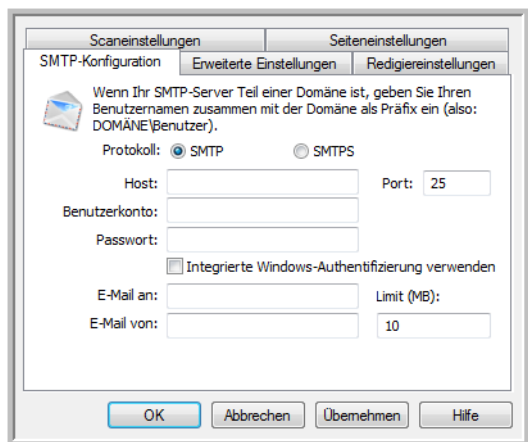 Scaneinstellungen Seiteneinstellungen
SMTP-Konfiguration Erweiterte Einstellungen Redigiereinstellungen
Wenn Ihr SMTP-Server Teil einer Domäne ist, geben Sie Ihren
Benutzernamen zusammen mit der Domäne als Präfix ein (also:
DOMÄNE\Benutzer).
Protokoll: SMTP SMTPS
Host: Port: 25
Benutzerkonto:
Passwort:
Integrierte Windows-Authentifizierung verwenden
E-Mail an: Limit (MB):
E-Mail von: 10
OK Abbrechen Übernehmen Hilfe